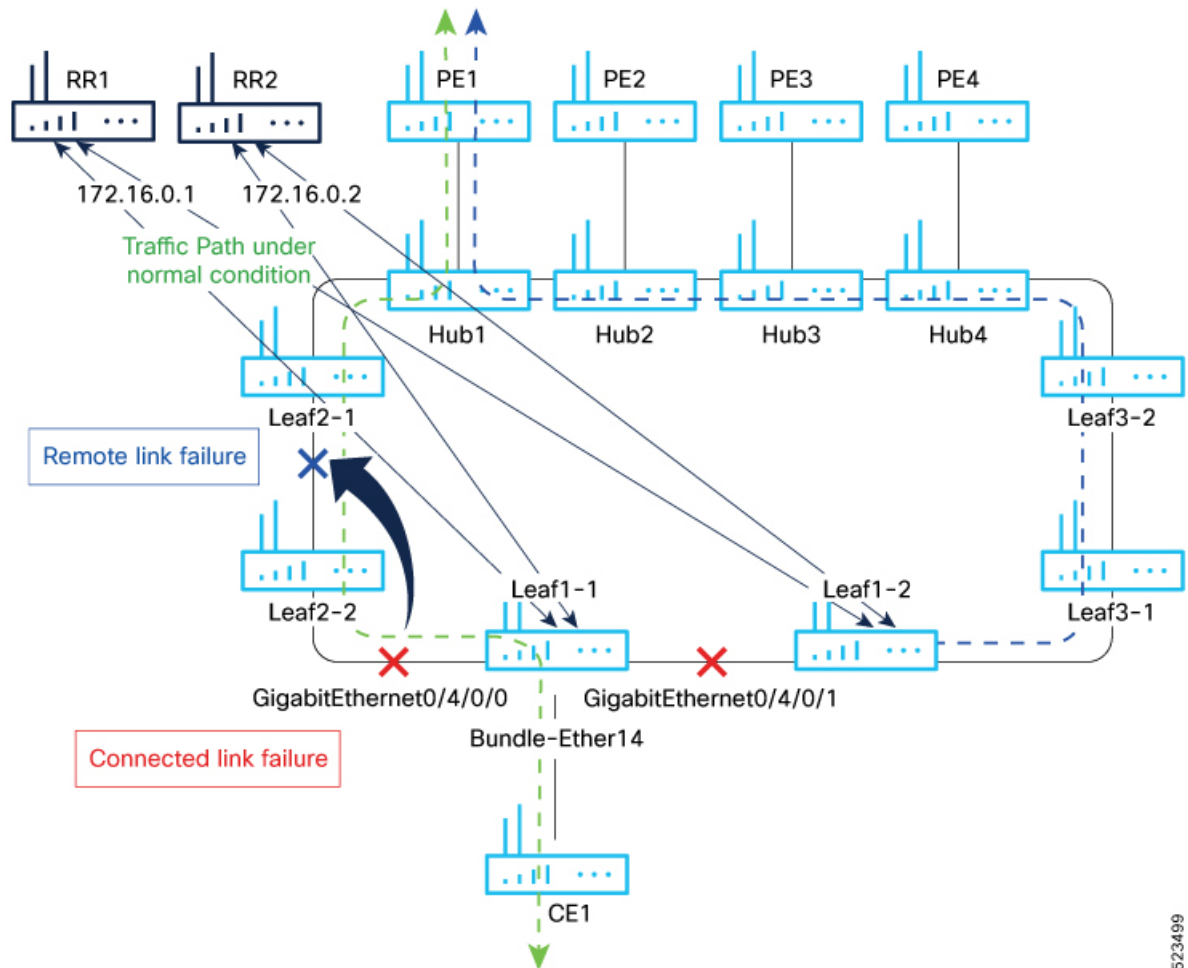 RR1
RR2
PE1
PE2
PE3
PE4
172.16.0.1
172.16.0.2
Traffic Path under
normal condition
Hub1
Hub2
Hub3
Hub4
Leaf2-1
Leaf3-2
Remote link failure
Leaf2-2
Leaf1-1
Leaf1-2
Leaf3-1
GigabitEthernet0/4/0/0
GigabitEthernet0/4/0/1
Bundle-Ether14
Connected link failure
CE1
523499